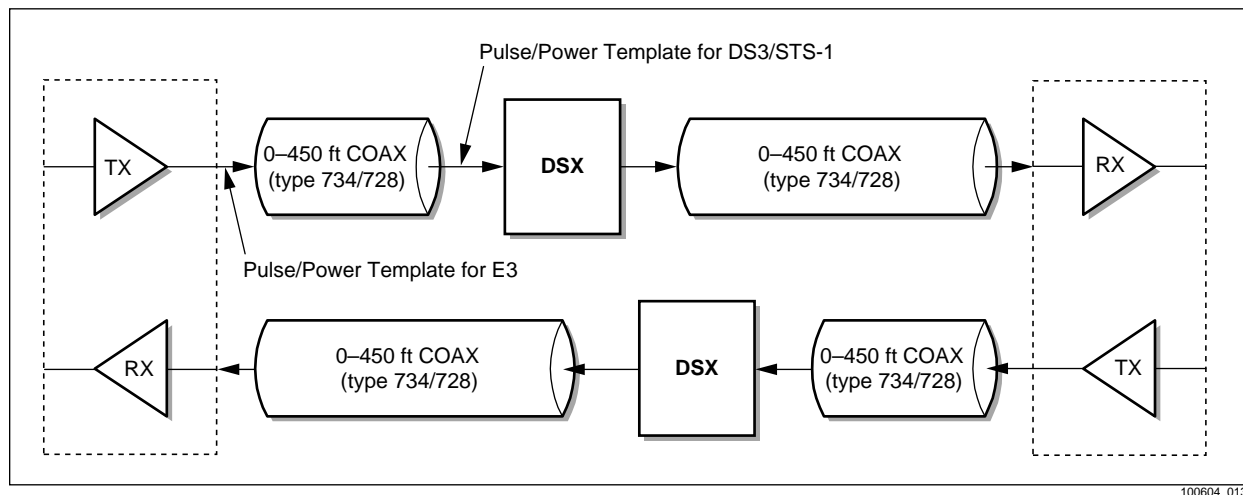 Pulse/Power Template for DS3/STS-1
TX
0–450 ft COAX
(type 734/728)
DSX
0–450 ft COAX
(type 734/728)
RX
Pulse/Power Template for E3
RX
0–450 ft COAX
(type 734/728)
DSX
0–450 ft COAX
(type 734/728)
TX